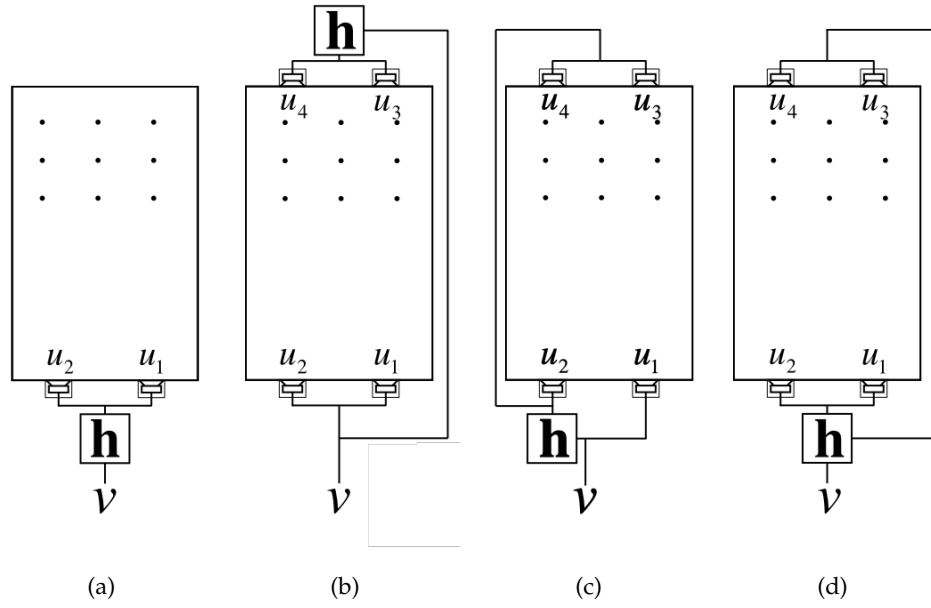 h
u4 u3 u4 u3 u4 u3
u2 u1 u2 u1 u2 u1 u2 u1
h h h
v v v v
(a) (b) (c) (d)